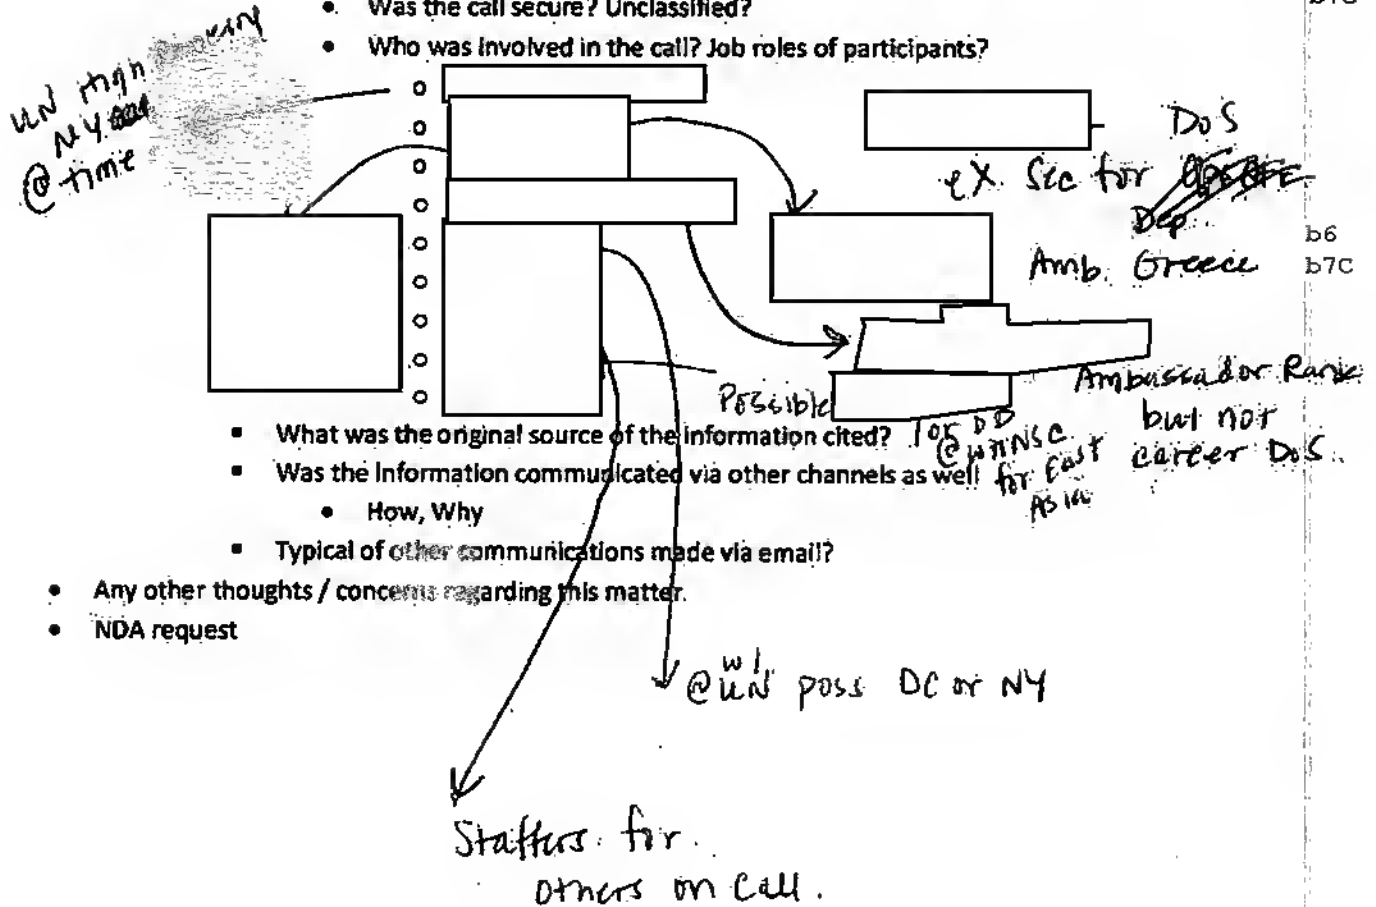 • Was the call secure? Unclassified?
• Who was involved in the call? Job roles of participants?
UN High
NY
@ time
DoS
ex. Sec for
Dep
b6
Amb. Greece
b7C
Ambassador Rank
but not
career DoS.
Possible
▪ What was the original source of the information cited?
1 of DD
@ NSC
for East
Asia
▪ Was the information communicated via other channels as well
• How, Why
▪ Typical of other communications made via email?
• Any other thoughts / concerns regarding this matter.
• NDA request
w/
@ UN poss DC or NY
Staffers for
others on call.